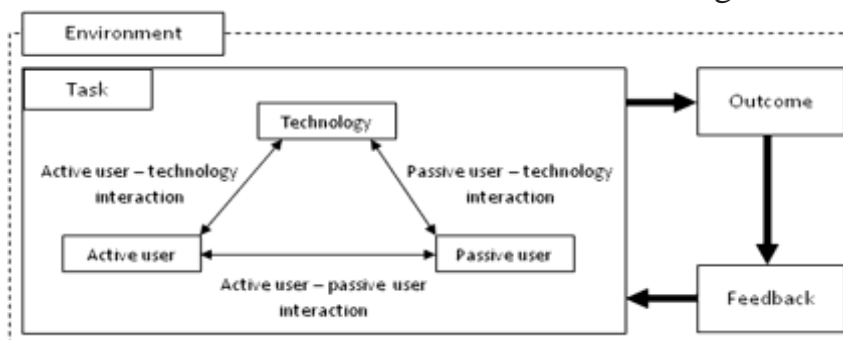 Environment
Task
Technology
Outcome
Active user – technology
interaction
Passive user – technology
interaction
Active user
Passive user
Active user – passive user
interaction
Feedback